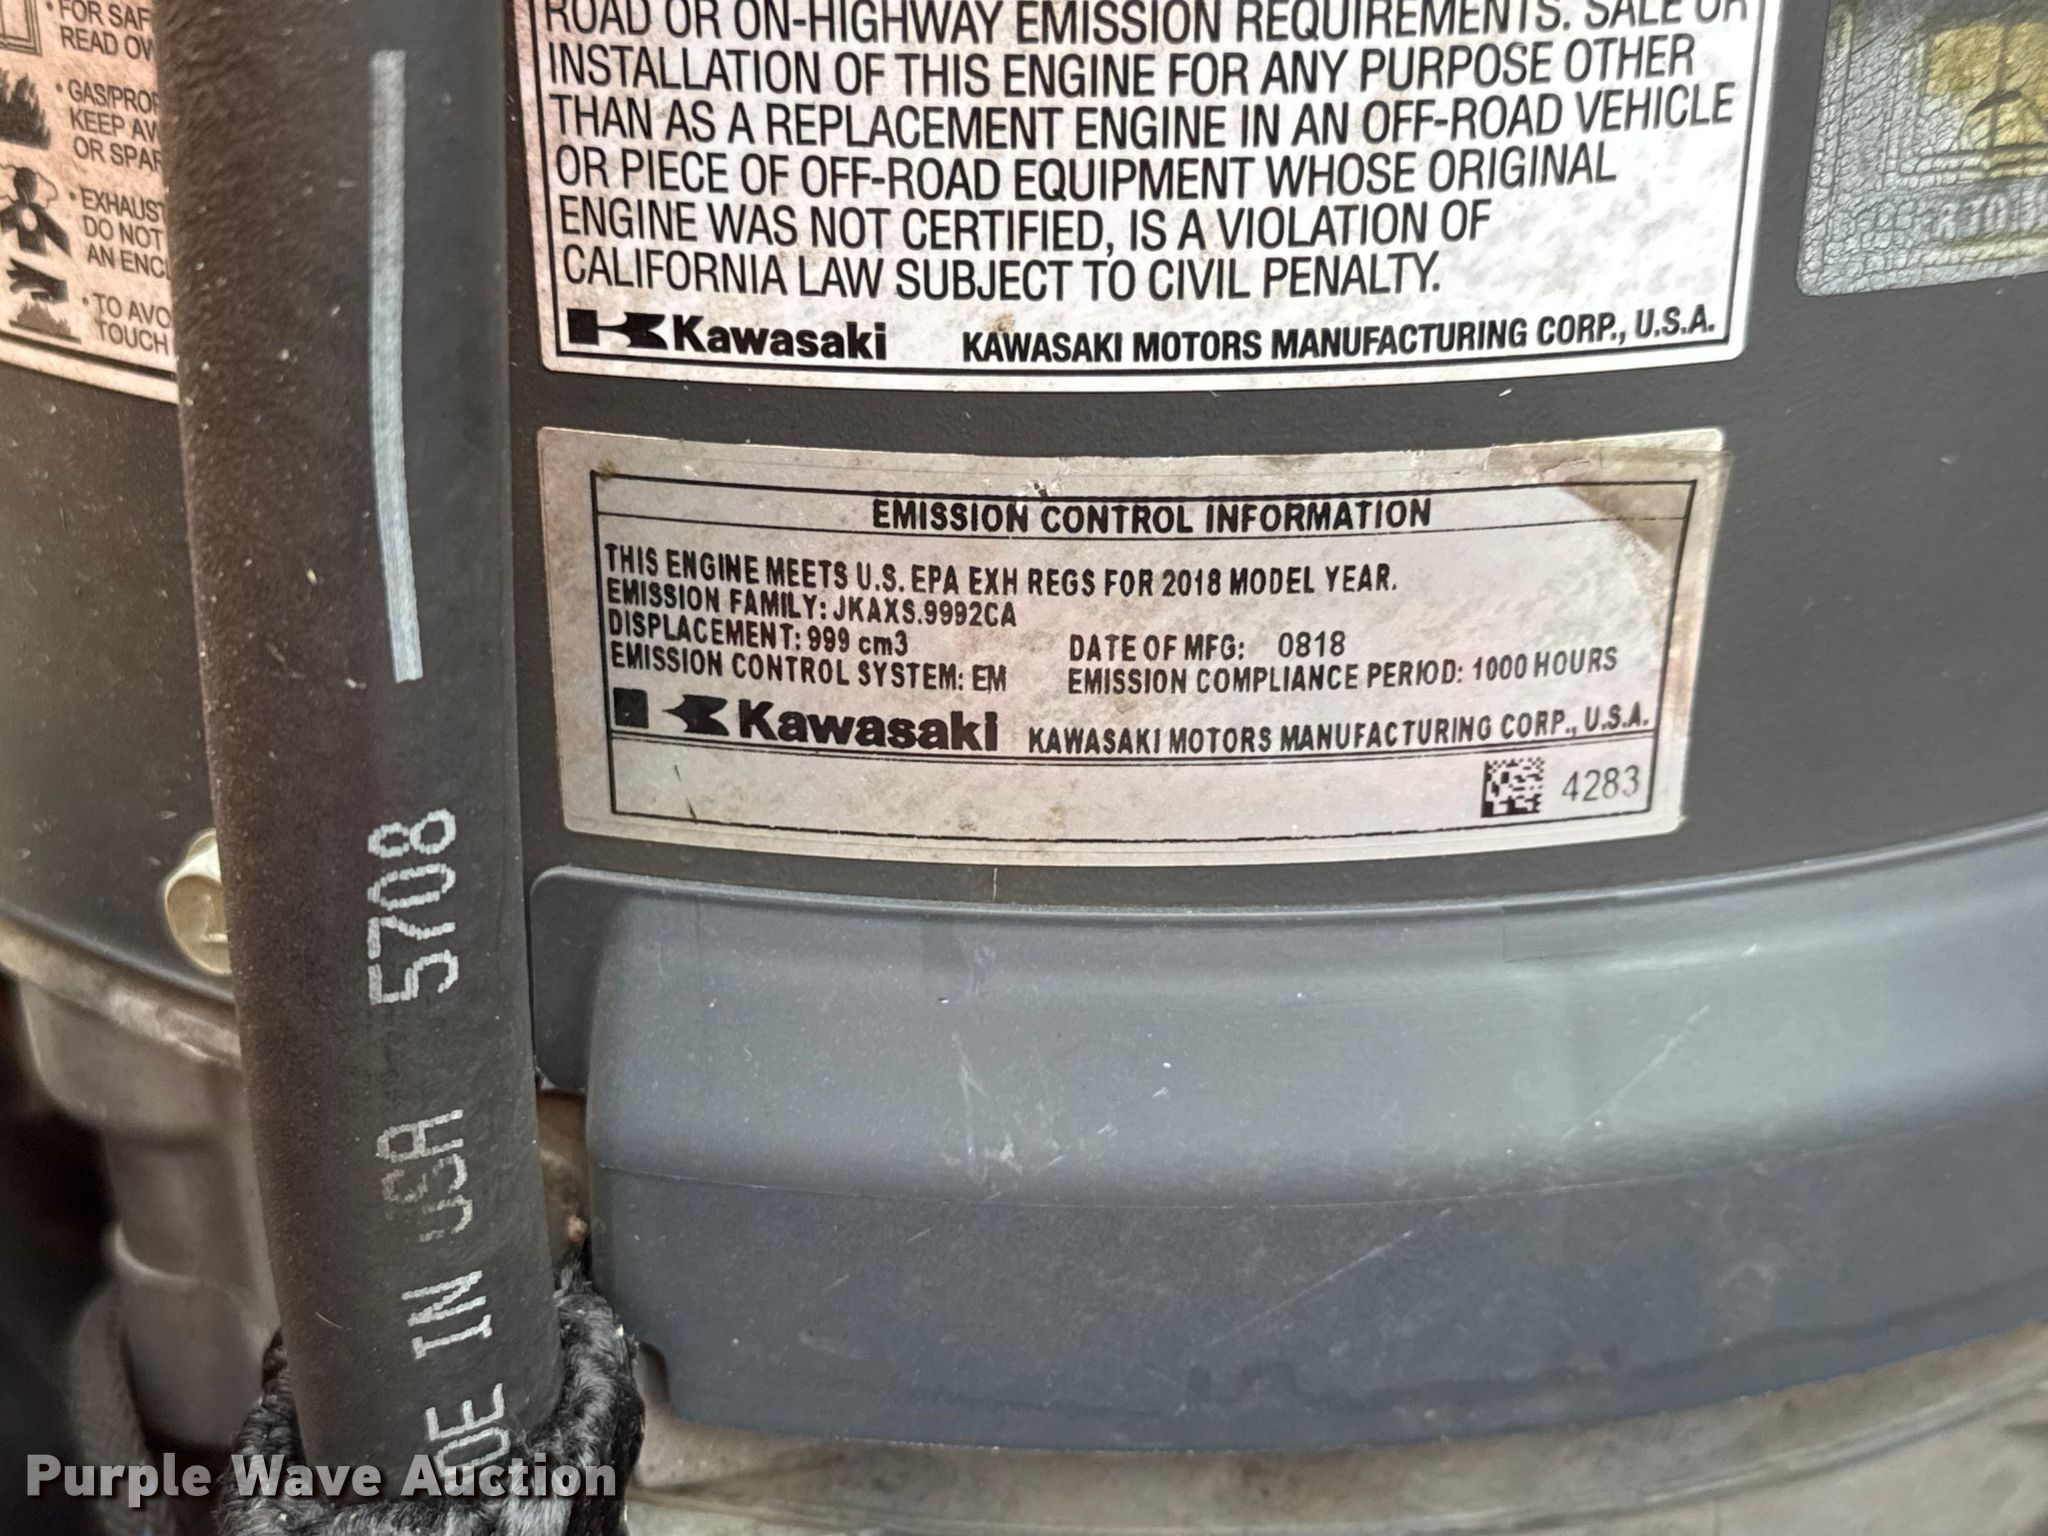 • FOR SAF
READ OW
• GAS/PROP
KEEP AW
OR SPAR
• EXHAUST
DO NOT
AN ENCL
• TO AVO
TOUCH
ROAD OR ON-HIGHWAY EMISSION REQUIREMENTS. SALE OR
INSTALLATION OF THIS ENGINE FOR ANY PURPOSE OTHER
THAN AS A REPLACEMENT ENGINE IN AN OFF-ROAD VEHICLE
OR PIECE OF OFF-ROAD EQUIPMENT WHOSE ORIGINAL
ENGINE WAS NOT CERTIFIED, IS A VIOLATION OF
CALIFORNIA LAW SUBJECT TO CIVIL PENALTY.
Kawasaki KAWASAKI MOTORS MANUFACTURING CORP., U.S.A.
EMISSION CONTROL INFORMATION
THIS ENGINE MEETS U.S. EPA EXH REGS FOR 2018 MODEL YEAR.
EMISSION FAMILY: JKAXS.9992CA
DISPLACEMENT: 999 cm3 DATE OF MFG: 0818
EMISSION CONTROL SYSTEM: EM EMISSION COMPLIANCE PERIOD: 1000 HOURS
Kawasaki KAWASAKI MOTORS MANUFACTURING CORP., U.S.A.
4283
DE IN USA 5708
Purple Wave Auction